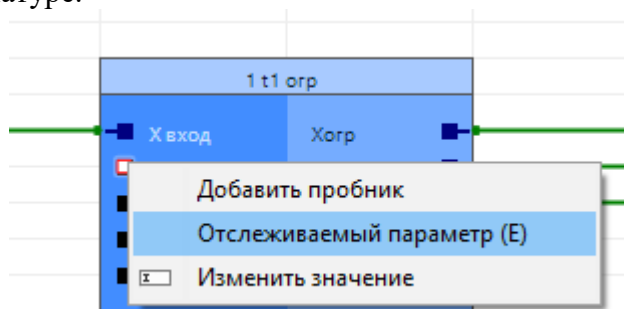 1 t1 огр
X вход
Xогр
Добавить пробник
Отслеживаемый параметр (E)
Изменить значение